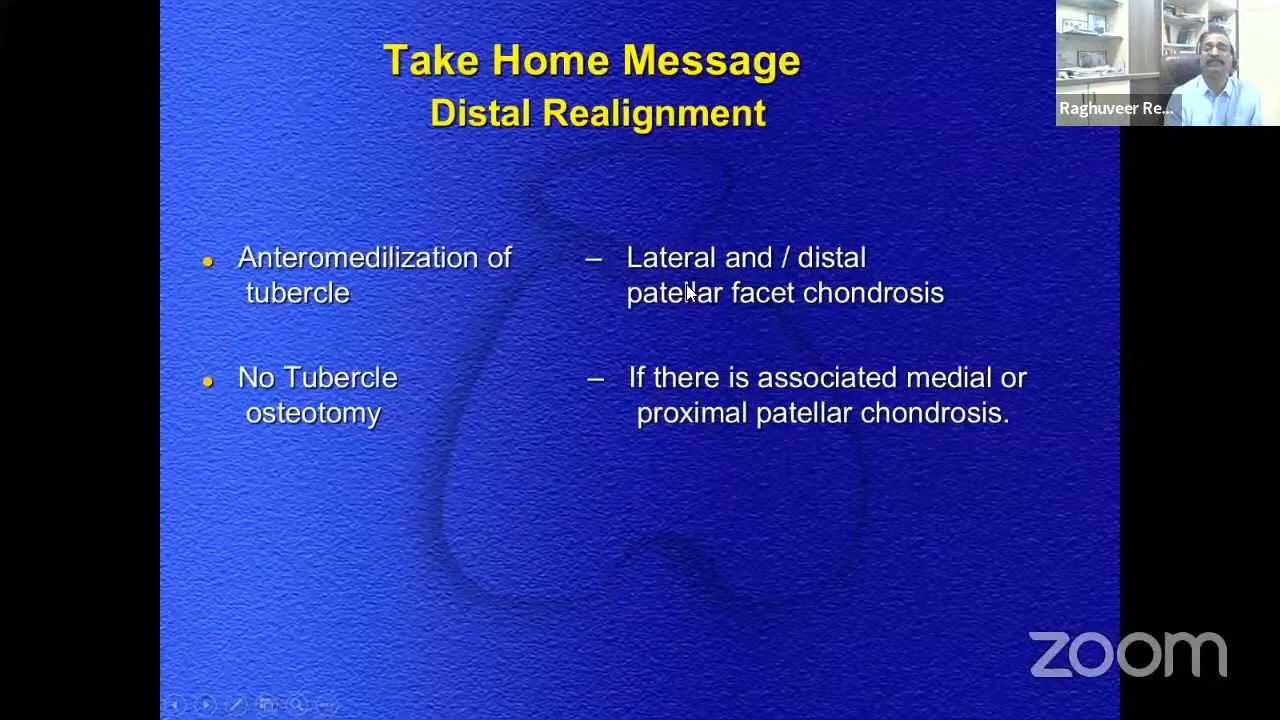 Take Home Message
Distal Realignment
Raghuveer Re...
• Anteromedilization of – Lateral and / distal
tubercle patellar facet chondrosis
• No Tubercle – If there is associated medial or
osteotomy proximal patellar chondrosis.
zoom